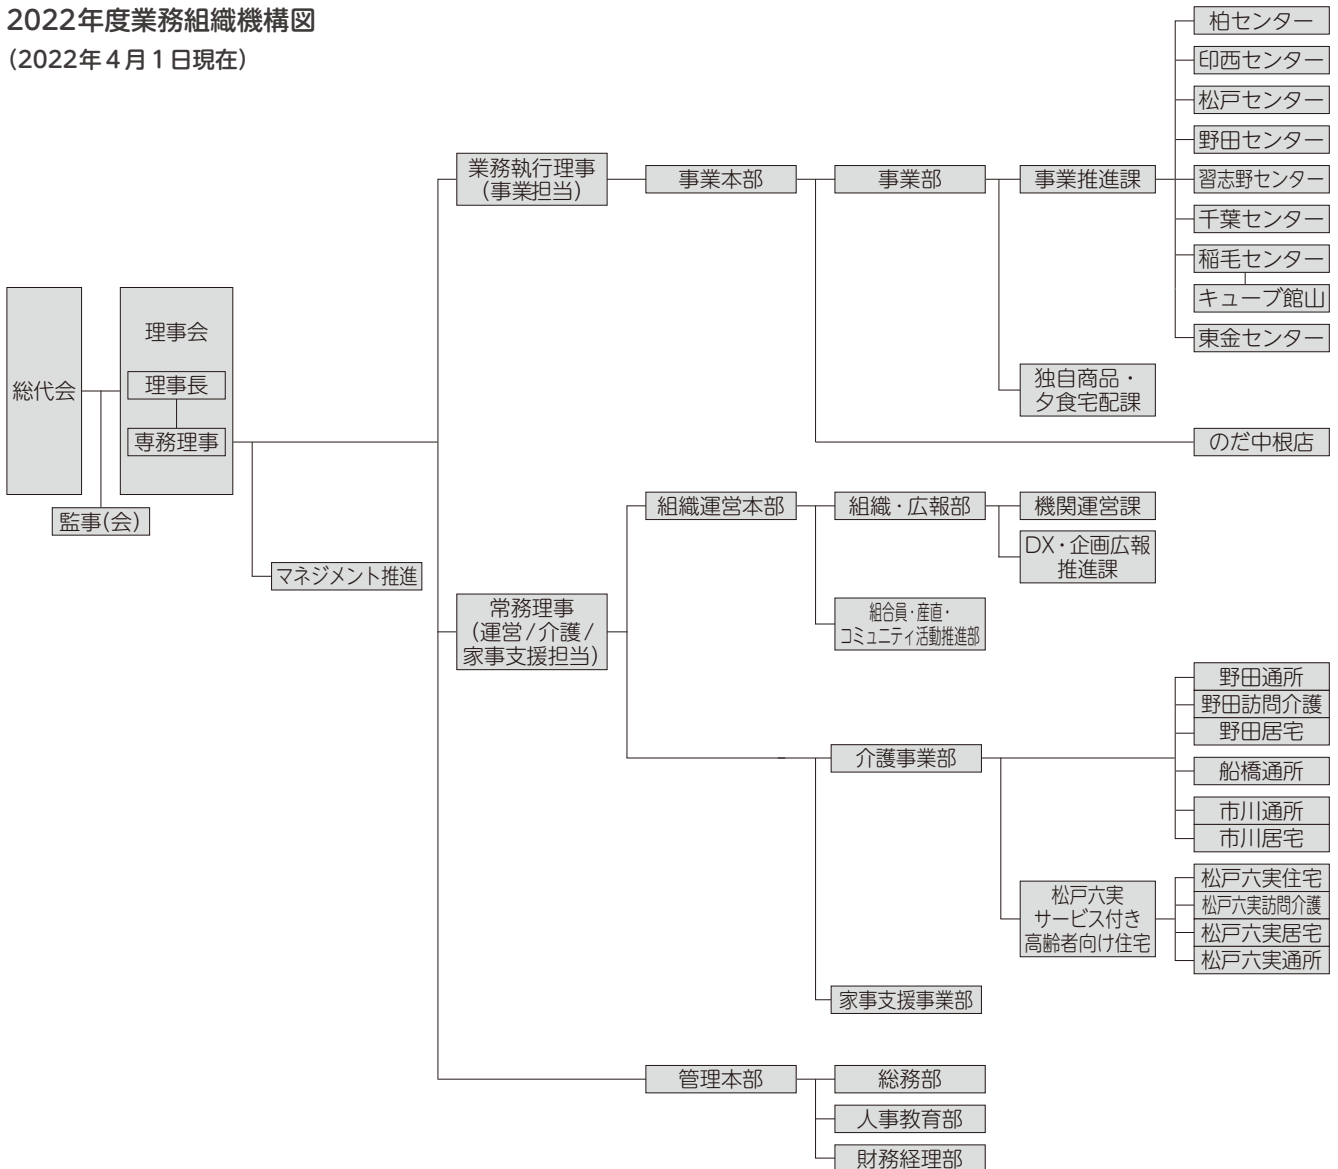 2022年度業務組織機構図
（2022年４月１日現在）
総代会
監事(会)
理事会
理事長
専務理事
マネジメント推進
業務執行理事
（事業担当）
事業本部
事業部
事業推進課
柏センター
印西センター
松戸センター
野田センター
習志野センター
千葉センター
稲毛センター
キューブ館山
東金センター
独自商品・
夕食宅配課
のだ中根店
常務理事
（運営/介護/
家事支援担当）
組織運営本部
組織・広報部
機関運営課
DX・企画広報
推進課
組合員・産直・
コミュニティ活動推進部
介護事業部
野田通所
野田訪問介護
野田居宅
船橋通所
市川通所
市川居宅
松戸六実
サービス付き
高齢者向け住宅
松戸六実住宅
松戸六実訪問介護
松戸六実居宅
松戸六実通所
家事支援事業部
管理本部
総務部
人事教育部
財務経理部